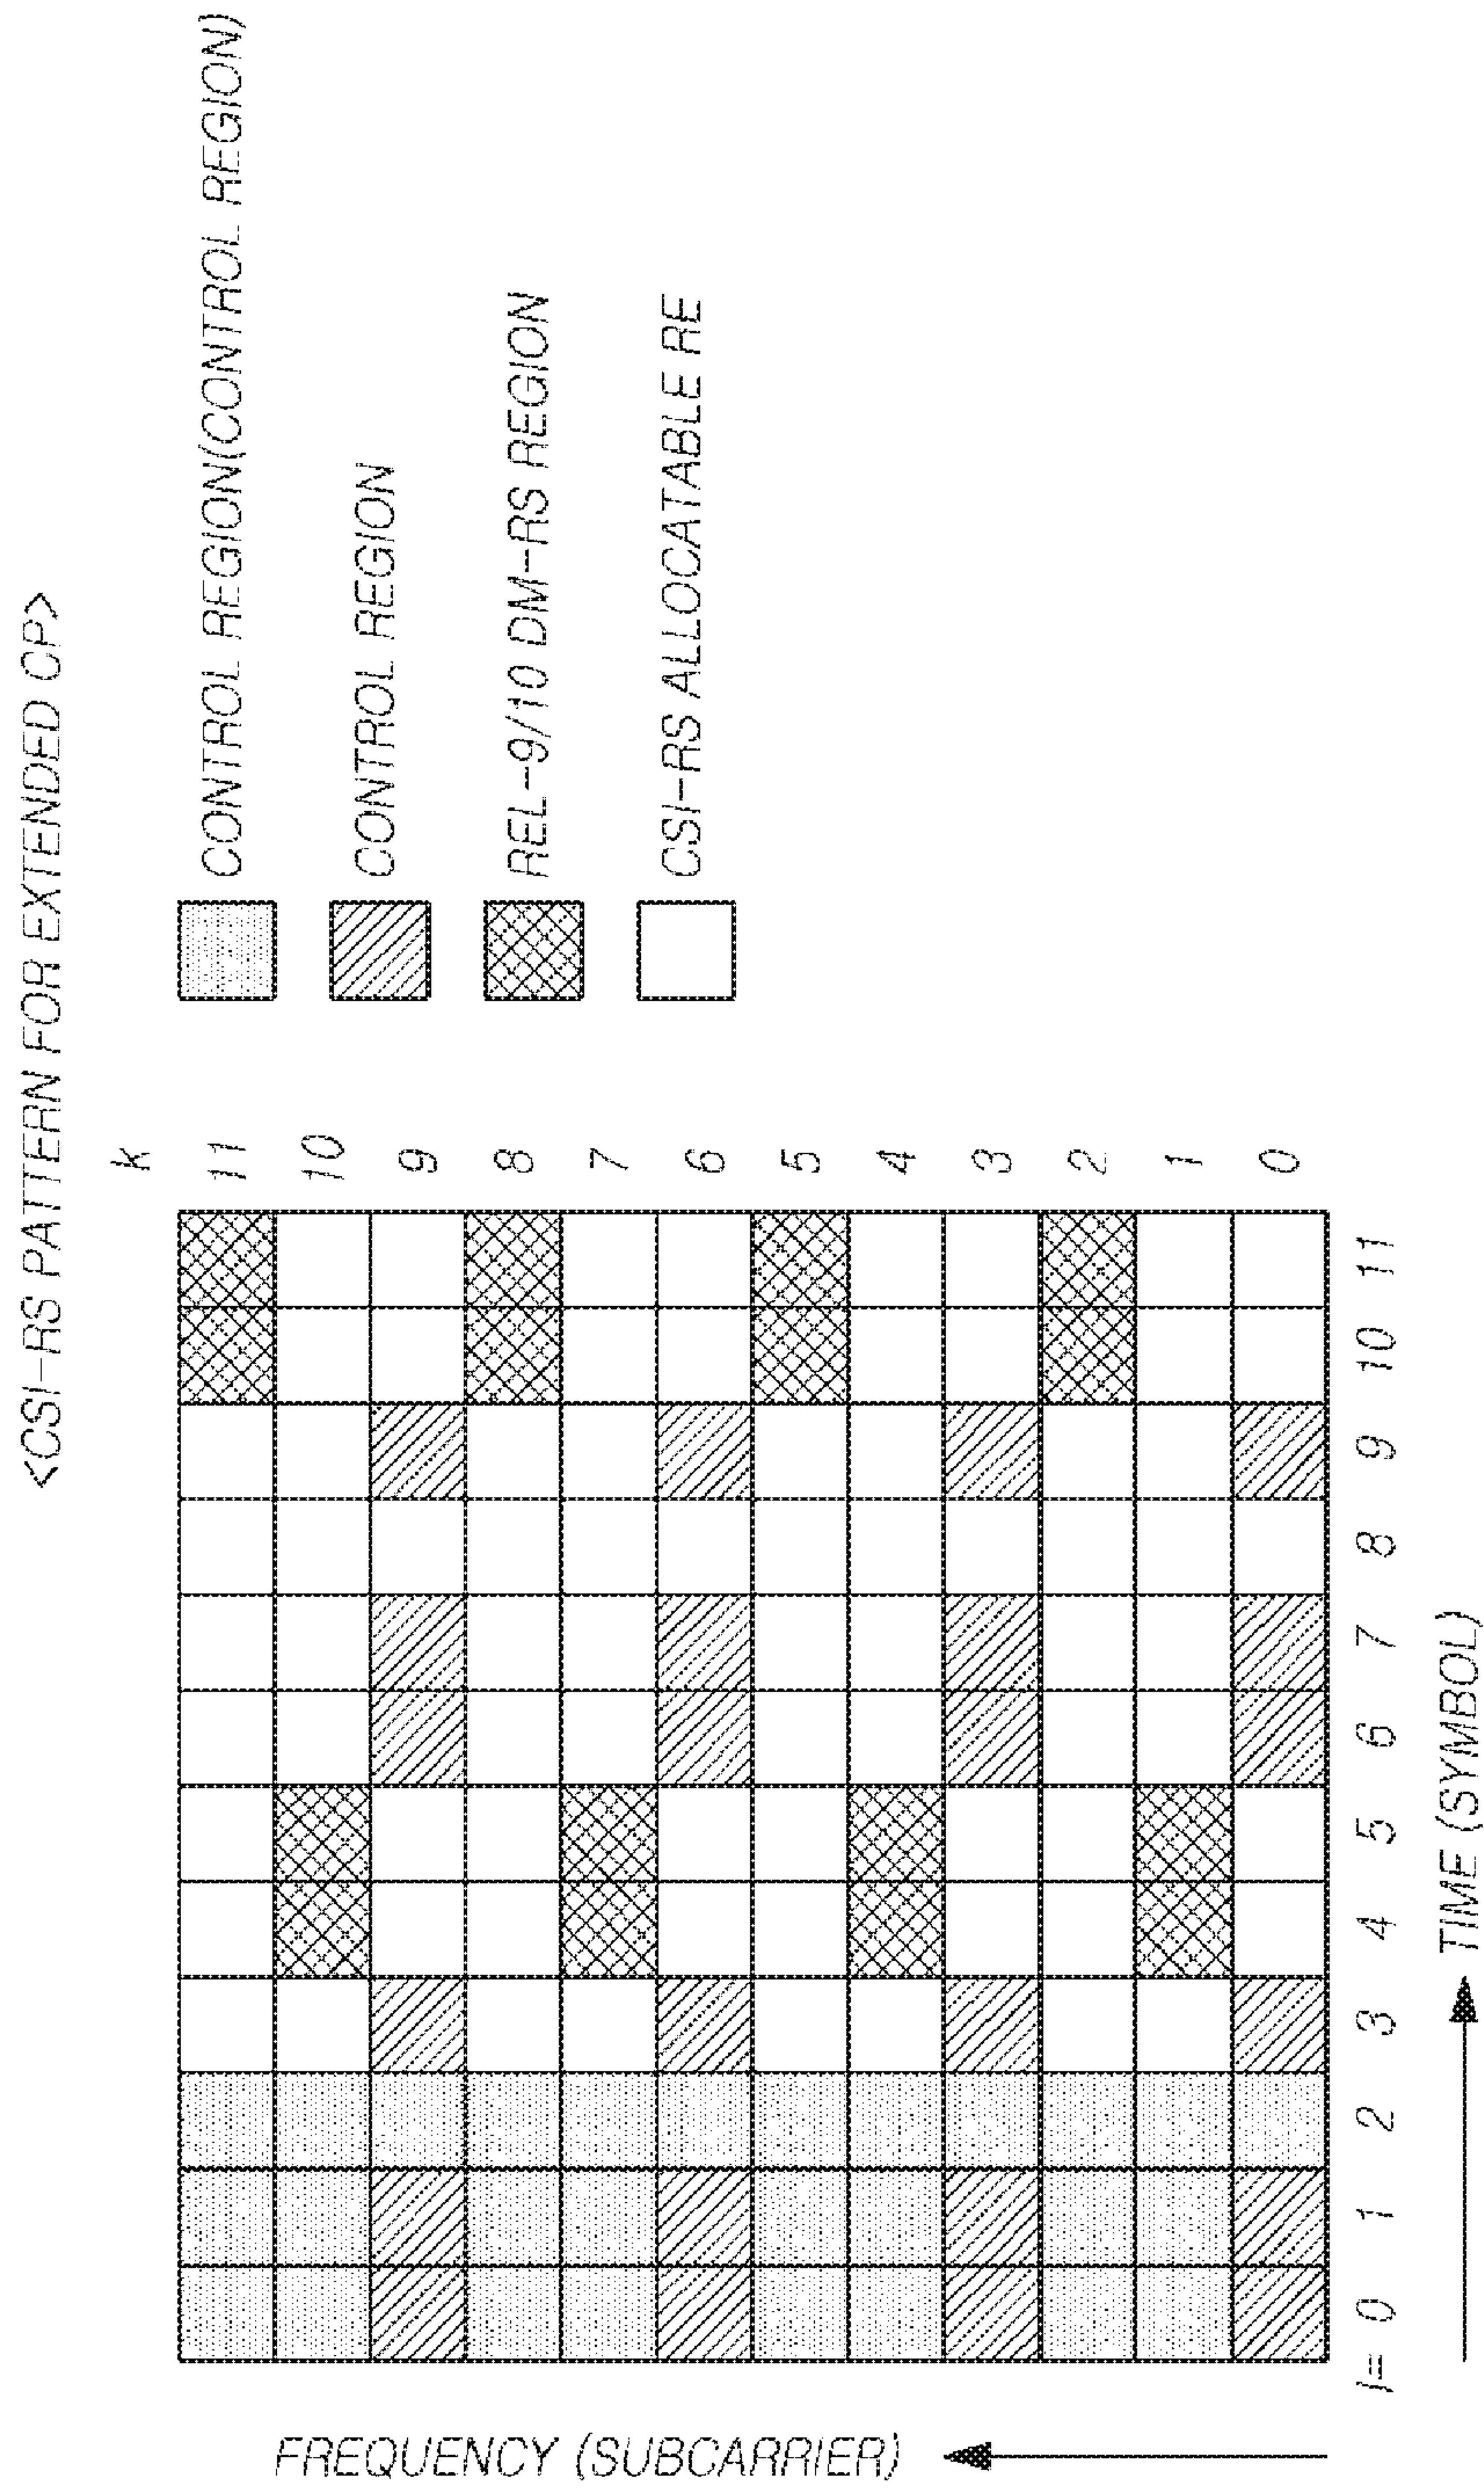 <CSI-RS PATTERN FOR EXTENDED CP>
k
11
10
9
8
7
6
5
4
3
2
1
0
l= 0 1 2 3 4 5 6 7 8 9 10 11
FREQUENCY (SUBCARRIER)
TIME (SYMBOL)
CONTROL REGION(CONTROL REGION)
CONTROL REGION
REL-9/10 DM-RS REGION
CSI-RS ALLOCATABLE RE